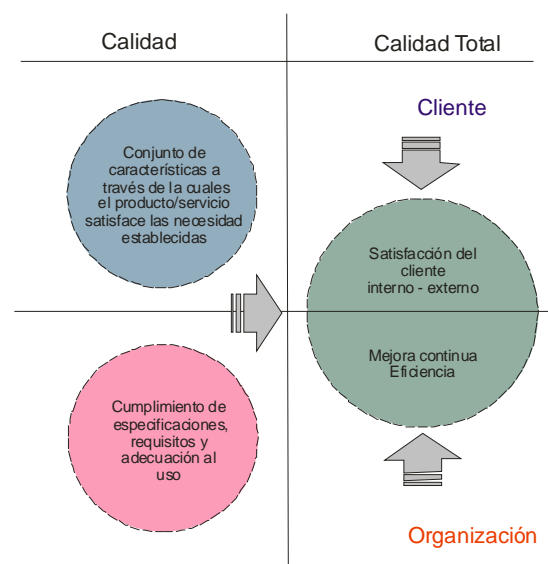 Calidad
Calidad Total
Conjunto de
características a
través de la cuales
el producto/servicio
satisface las necesidad
establecidas
Cliente
Satisfacción del
cliente
interno - externo
Mejora continua
Eficiencia
Cumplimiento de
especificaciones,
requisitos y
adecuación al
uso
Organización